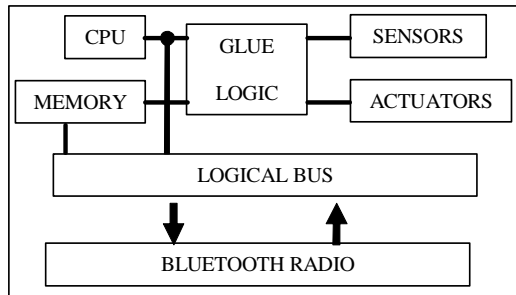 CPU
GLUE
LOGIC
SENSORS
MEMORY
ACTUATORS
LOGICAL BUS
BLUETOOTH RADIO